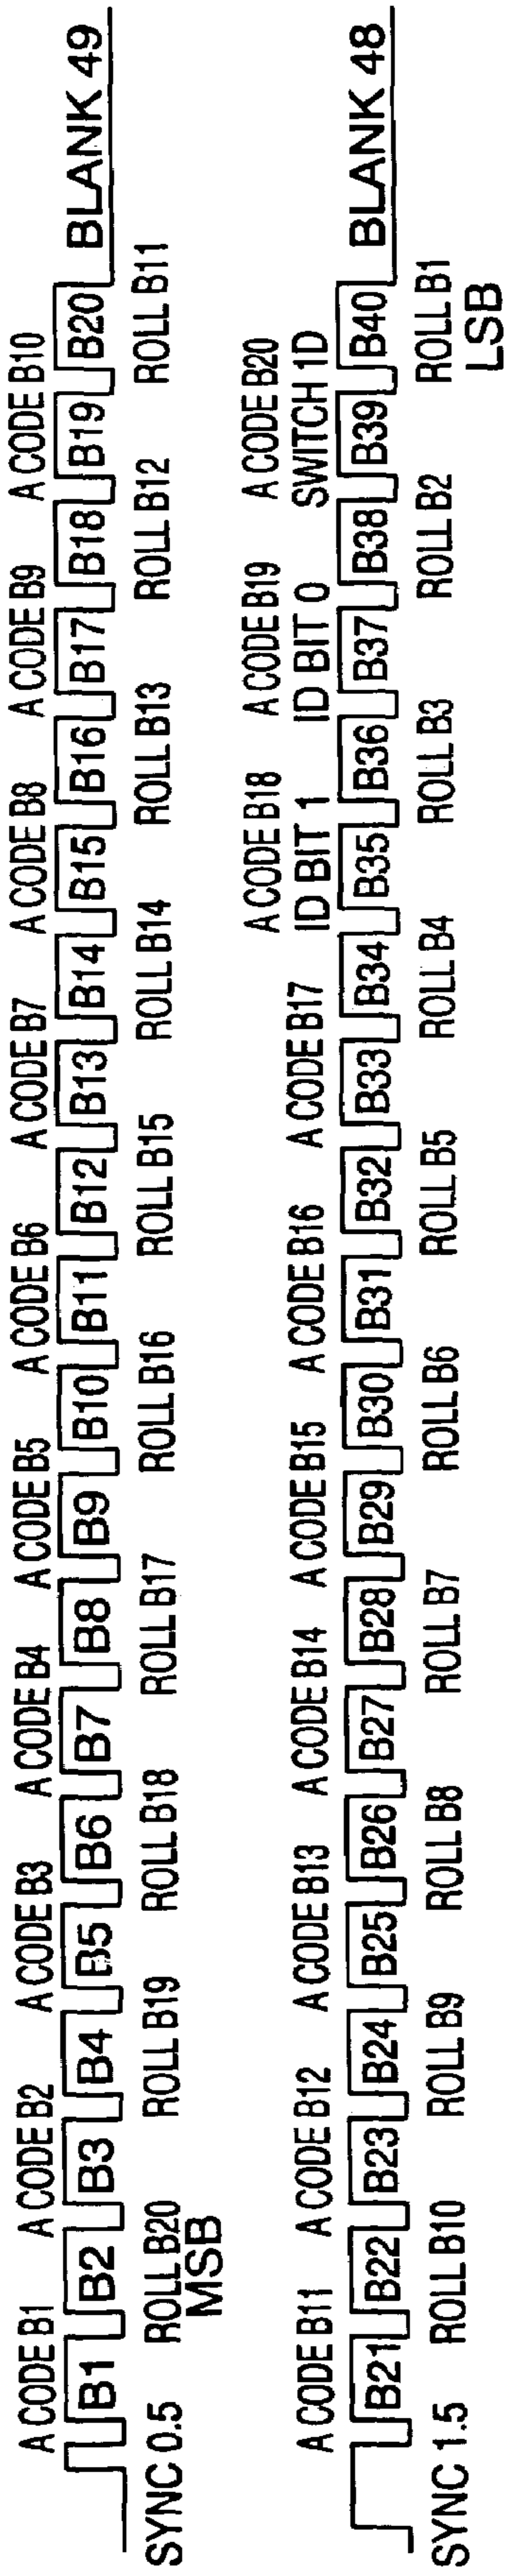 A CODE B1 A CODE B2 A CODE B3 A CODE B4 A CODE B5 A CODE B6 A CODE B7 A CODE B8 A CODE B9 A CODE B10
B1 B2 B3 B4 B5 B6 B7 B8 B9 B10 B11 B12 B13 B14 B15 B16 B17 B18 B19 B20 BLANK 49
SYNC 0.5 ROLL B20 ROLL B19 ROLL B18 ROLL B17 ROLL B16 ROLL B15 ROLL B14 ROLL B13 ROLL B12 ROLL B11
MSB
A CODE B18 A CODE B19 A CODE B20
A CODE B11 A CODE B12 A CODE B13 A CODE B14 A CODE B15 A CODE B16 A CODE B17 ID BIT 1 ID BIT 0 SWITCH 1D
B21 B22 B23 B24 B25 B26 B27 B28 B29 B30 B31 B32 B33 B34 B35 B36 B37 B38 B39 B40 BLANK 48
SYNC 1.5 ROLL B10 ROLL B9 ROLL B8 ROLL B7 ROLL B6 ROLL B5 ROLL B4 ROLL B3 ROLL B2 ROLL B1
LSB